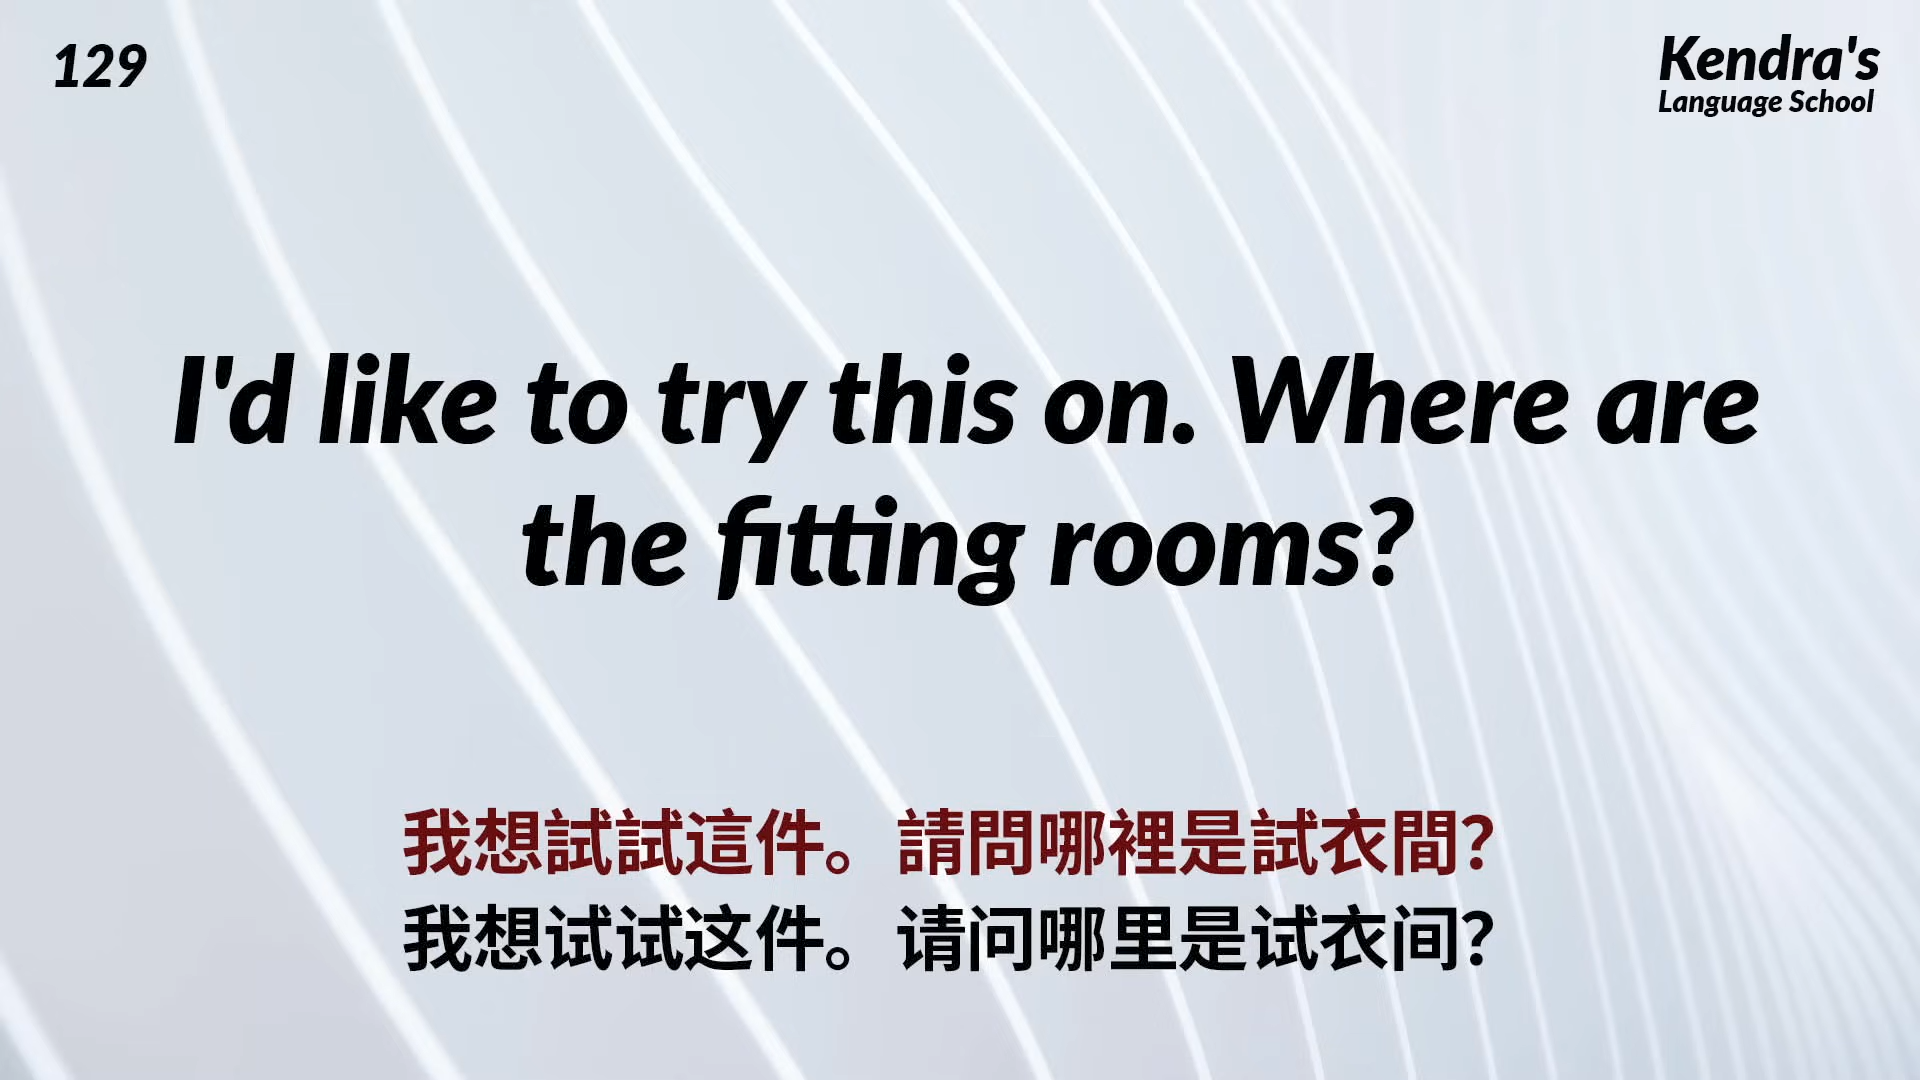 129
Kendra's
Language School
I'd like to try this on. Where are
the fitting rooms?
我想試試這件。請問哪裡是試衣間？
我想试试这件。请问哪里是试衣间？